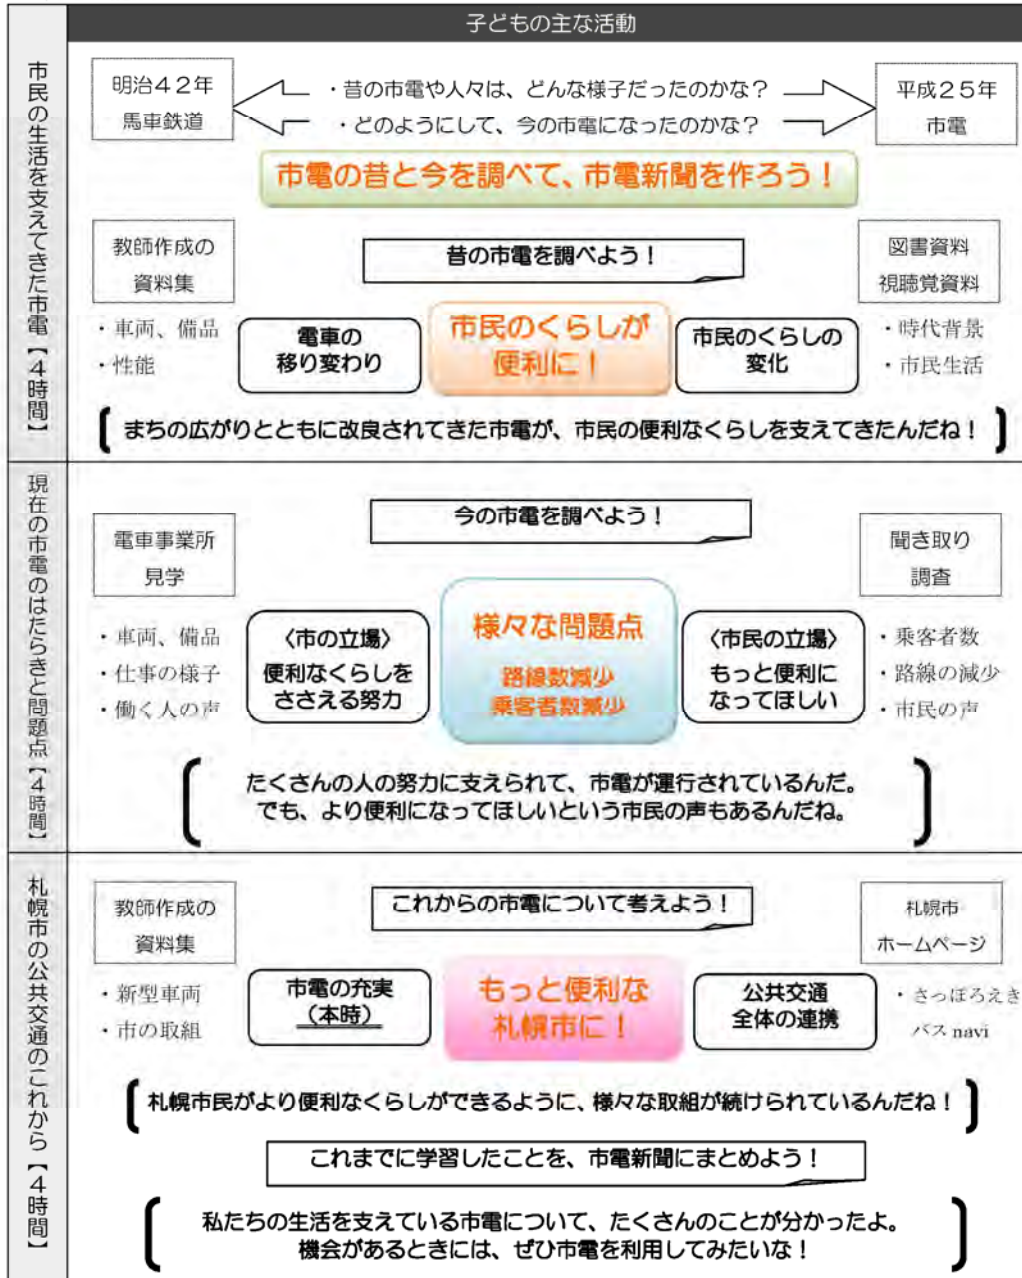 子どもの主な活動
市民の生活を支えてきた市電【4時間】
明治42年
馬車鉄道
・昔の市電や人々は、どんな様子だったのかな?
・どのようにして、今の市電になったのかな?
平成25年
市電
市電の昔と今を調べて、市電新聞を作ろう!
教師作成の
資料集
昔の市電を調べよう!
図書資料
視聴覚資料
・車両、備品
・性能
電車の
移り変わり
市民のくらしが
便利に!
市民のくらしの
変化
・時代背景
・市民生活
まちの広がりとともに改良されてきた市電が、市民の便利なくらしを支えてきたんだね!
現在の市電のはたらきと問題点【4時間】
電車事業所
見学
今の市電を調べよう!
聞き取り
調査
・車両、備品
・仕事の様子
・働く人の声
〈市の立場〉
便利なくらしを
ささえる努力
様々な問題点
路線数減少
乗客者数減少
〈市民の立場〉
もっと便利に
なってほしい
・乗客者数
・路線の減少
・市民の声
たくさんの人の努力に支えられて、市電が運行されているんだ。
でも、より便利になってほしいという市民の声もあるんだね。
札幌市の公共交通のこれから【4時間】
教師作成の
資料集
これからの市電について考えよう!
札幌市
ホームページ
・新型車両
・市の取組
市電の充実
(本時)
もっと便利な
札幌市に!
公共交通
全体の連携
・さっぽろえき
バス navi
札幌市民がより便利なくらしができるように、様々な取組が続けられているんだね!
これまでに学習したことを、市電新聞にまとめよう!
私たちの生活を支えている市電について、たくさんのことが分かったよ。
機会があるときには、ぜひ市電を利用してみたいな!